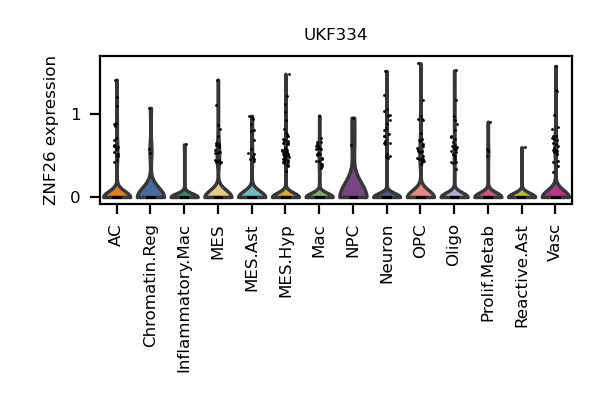 UKF334
ZNF26 expression
1
0
AC
Chromatin.Reg
Inflammatory.Mac
MES
MES.Ast
MES.Hyp
Mac
NPC
Neuron
OPC
Oligo
Prolif.Metab
Reactive.Ast
Vasc